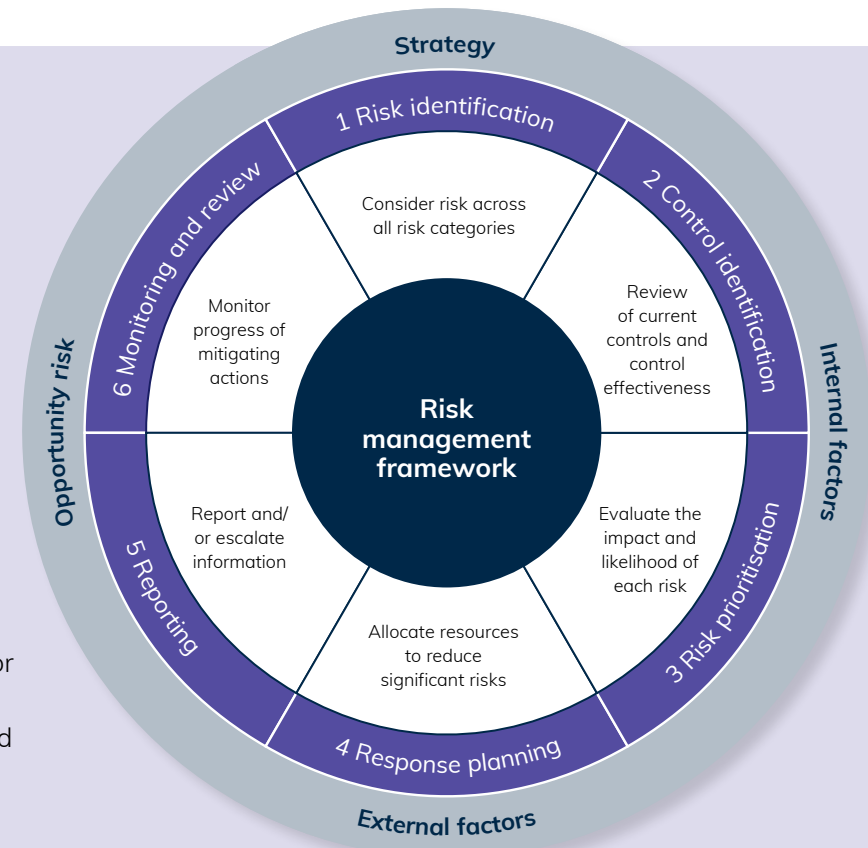 Strategy
1 Risk identification
Consider risk across
all risk categories
2 Control identification
Review
of current
controls and
control
effectiveness
Internal factors
3 Risk prioritisation
Evaluate the
impact and
likelihood of
each risk
4 Response planning
Allocate resources
to reduce
significant risks
External factors
5 Reporting
Report and/
or escalate
information
6 Monitoring and review
Monitor
progress of
mitigating
actions
Opportunity risk
Risk
management
framework